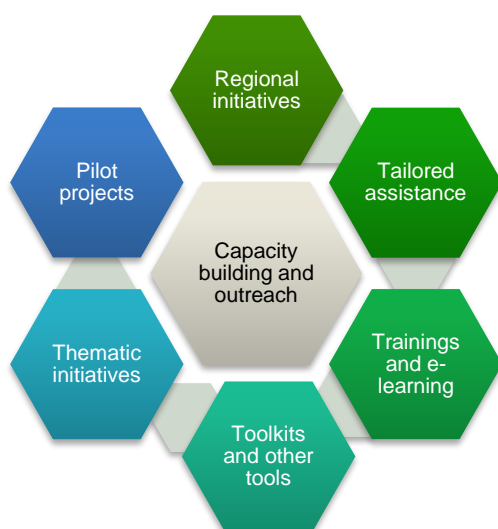 Regional
initiatives
Tailored
assistance
Trainings
and e-
learning
Toolkits
and other
tools
Thematic
initiatives
Pilot
projects
Capacity
building and
outreach